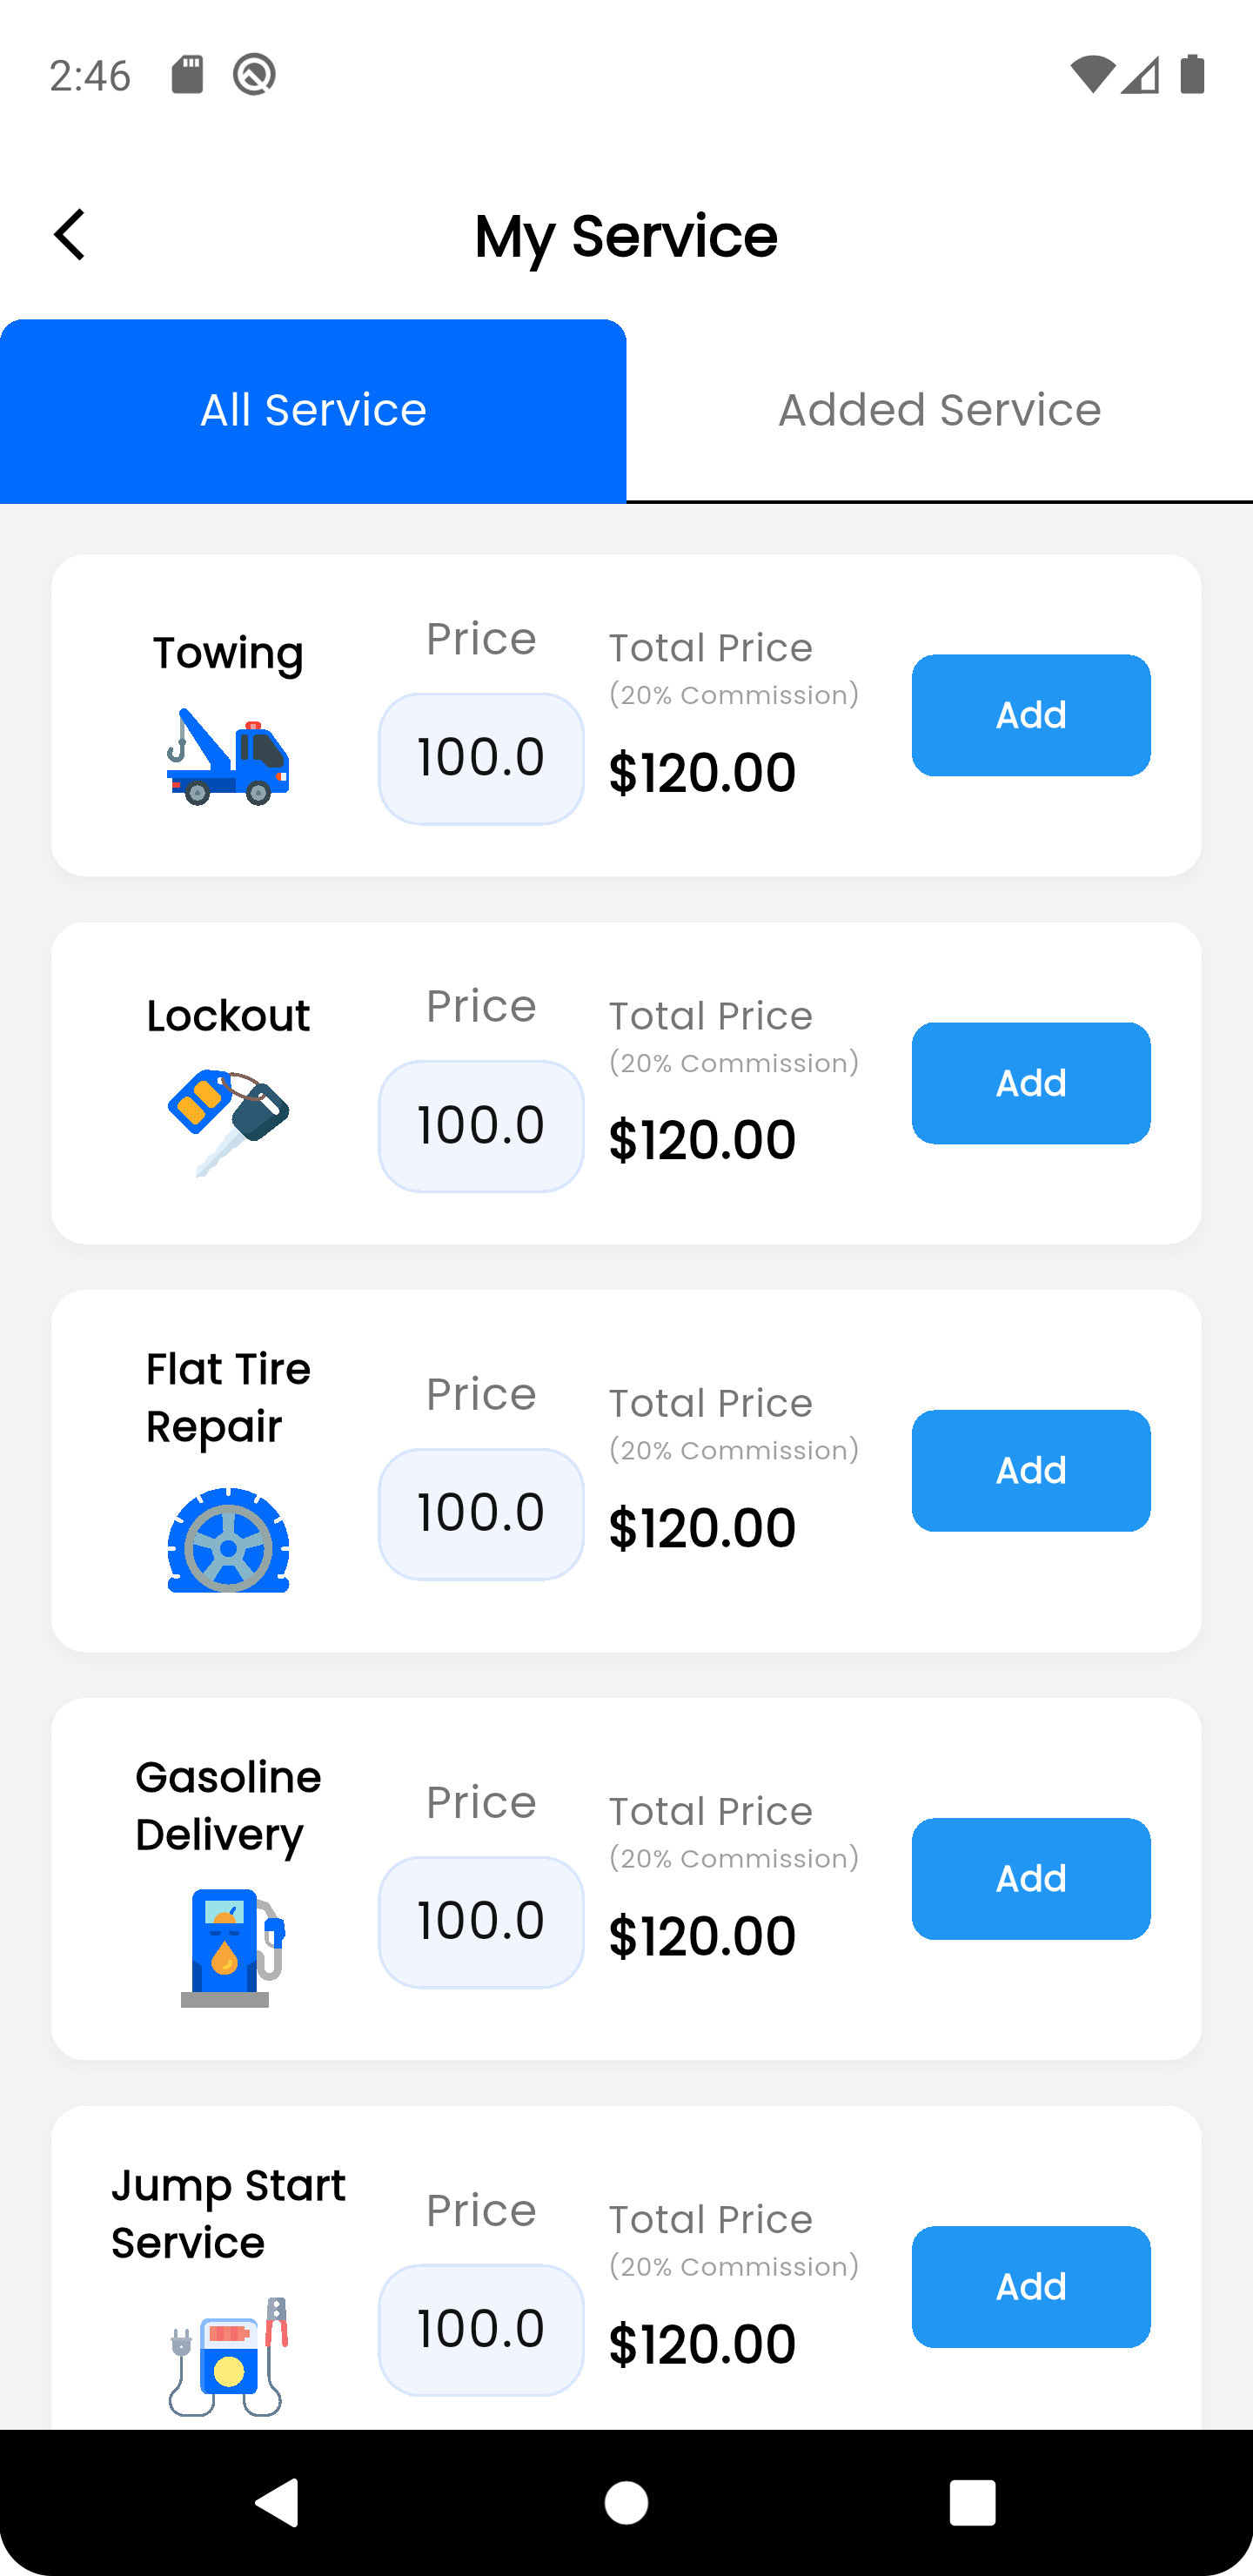 2:46
My Service
All Service
Added Service
Towing
Price
100.0
Total Price
(20% Commission)
$120.00
Add
Lockout
Price
100.0
Total Price
(20% Commission)
$120.00
Add
Flat Tire
Repair
Price
100.0
Total Price
(20% Commission)
$120.00
Add
Gasoline
Delivery
Price
100.0
Total Price
(20% Commission)
$120.00
Add
Jump Start
Service
Price
100.0
Total Price
(20% Commission)
$120.00
Add